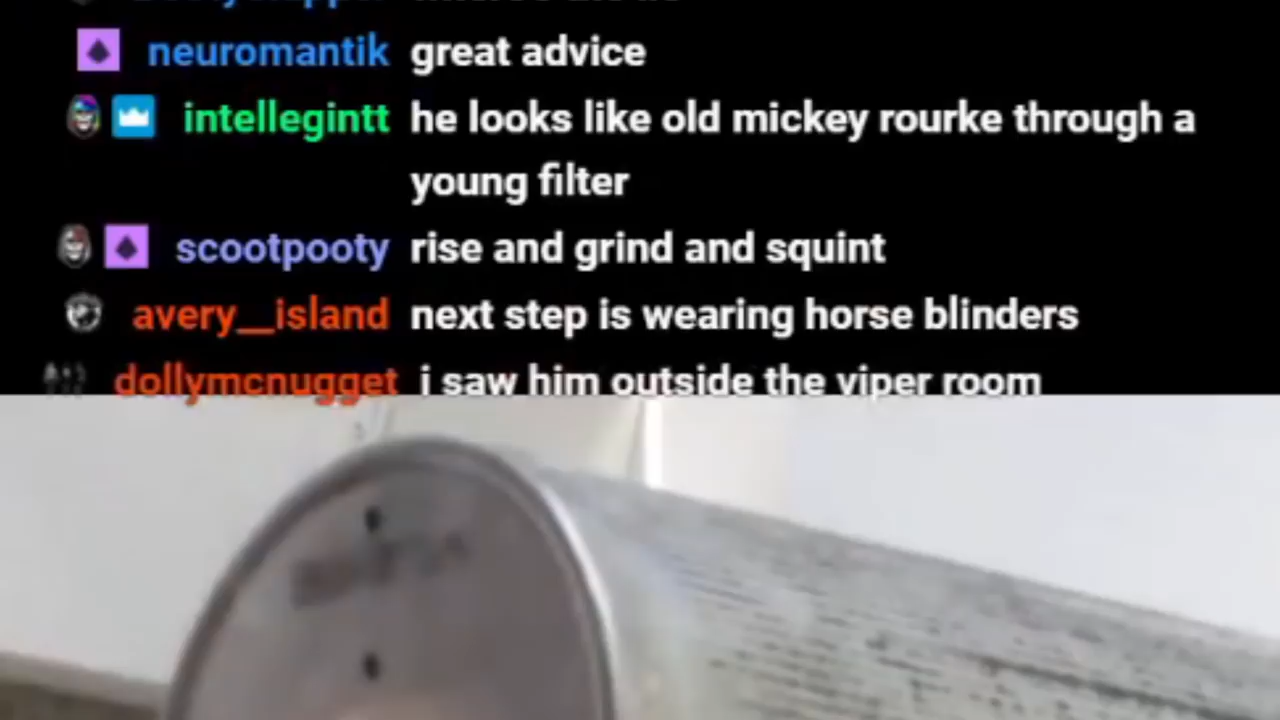 neuromantik great advice
intellegintt he looks like old mickey rourke through a
young filter
scootpooty rise and grind and squint
avery__island next step is wearing horse blinders
dollymcnugget i saw him outside the viper room